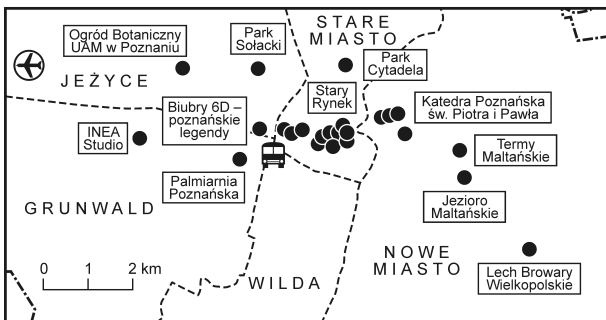 STARE
MIASTO
Ogród Botaniczny
UAM w Poznaniu
Park
Sołacki
Park
Cytadela
JEŻYCE
Stary
Rynek
Biubry 6D –
poznańskie
legendy
Katedra Poznańska
św. Piotra i Pawła
INEA
Studio
Termy
Maltańskie
Palmiarnia
Poznańska
Jezioro
Maltańskie
GRUNWALD
NOWE
MIASTO
0 1 2 km
WILDA
Lech Browary
Wielkopolskie